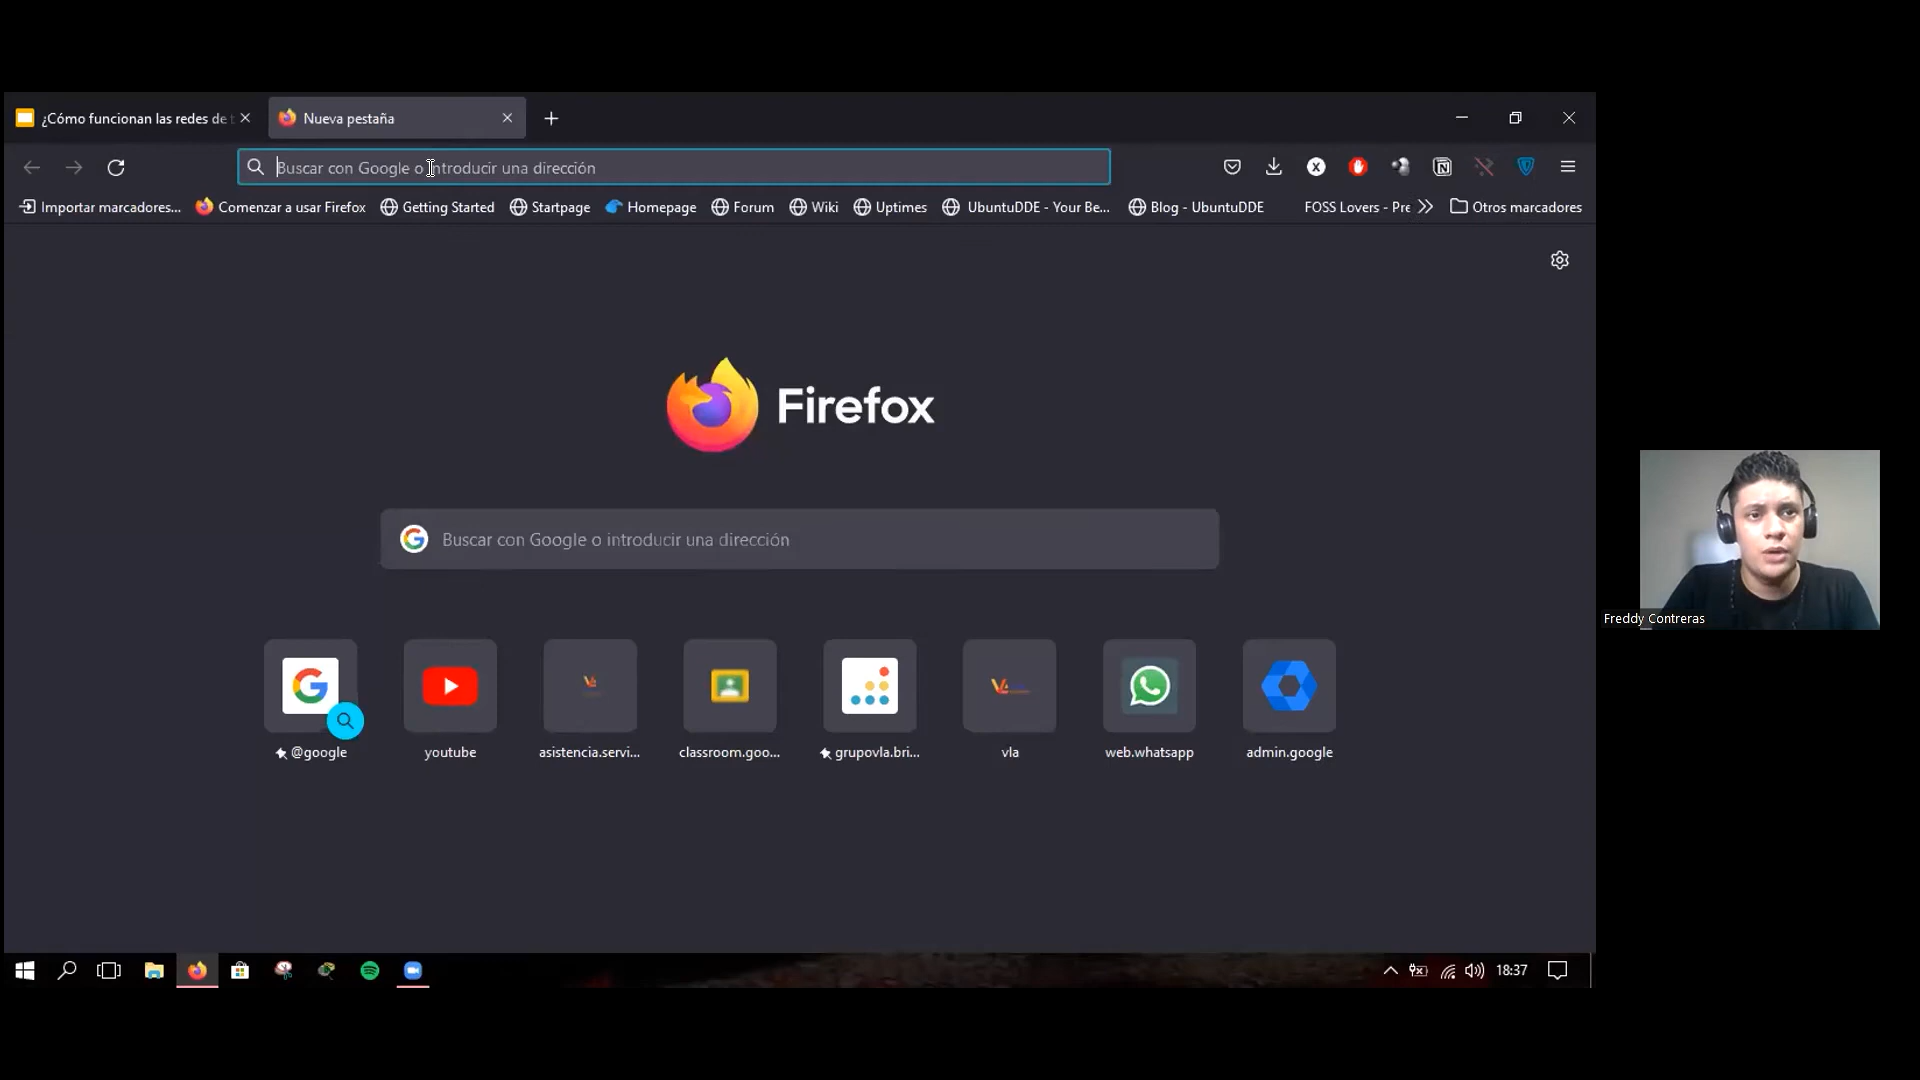 ¿Cómo funcionan las redes de t
Nueva pestaña
Buscar con Google o introducir una dirección
Importar marcadores...
Comenzar a usar Firefox
Getting Started
Startpage
Homepage
Forum
Wiki
Uptimes
UbuntuDDE - Your Be...
Blog - UbuntuDDE
FOSS Lovers - Pre
Otros marcadores
Firefox
Buscar con Google o introducir una dirección
@google
youtube
asistencia.servi...
classroom.goo...
grupovla.bri...
vla
web.whatsapp
admin.google
Freddy Contreras
18:37